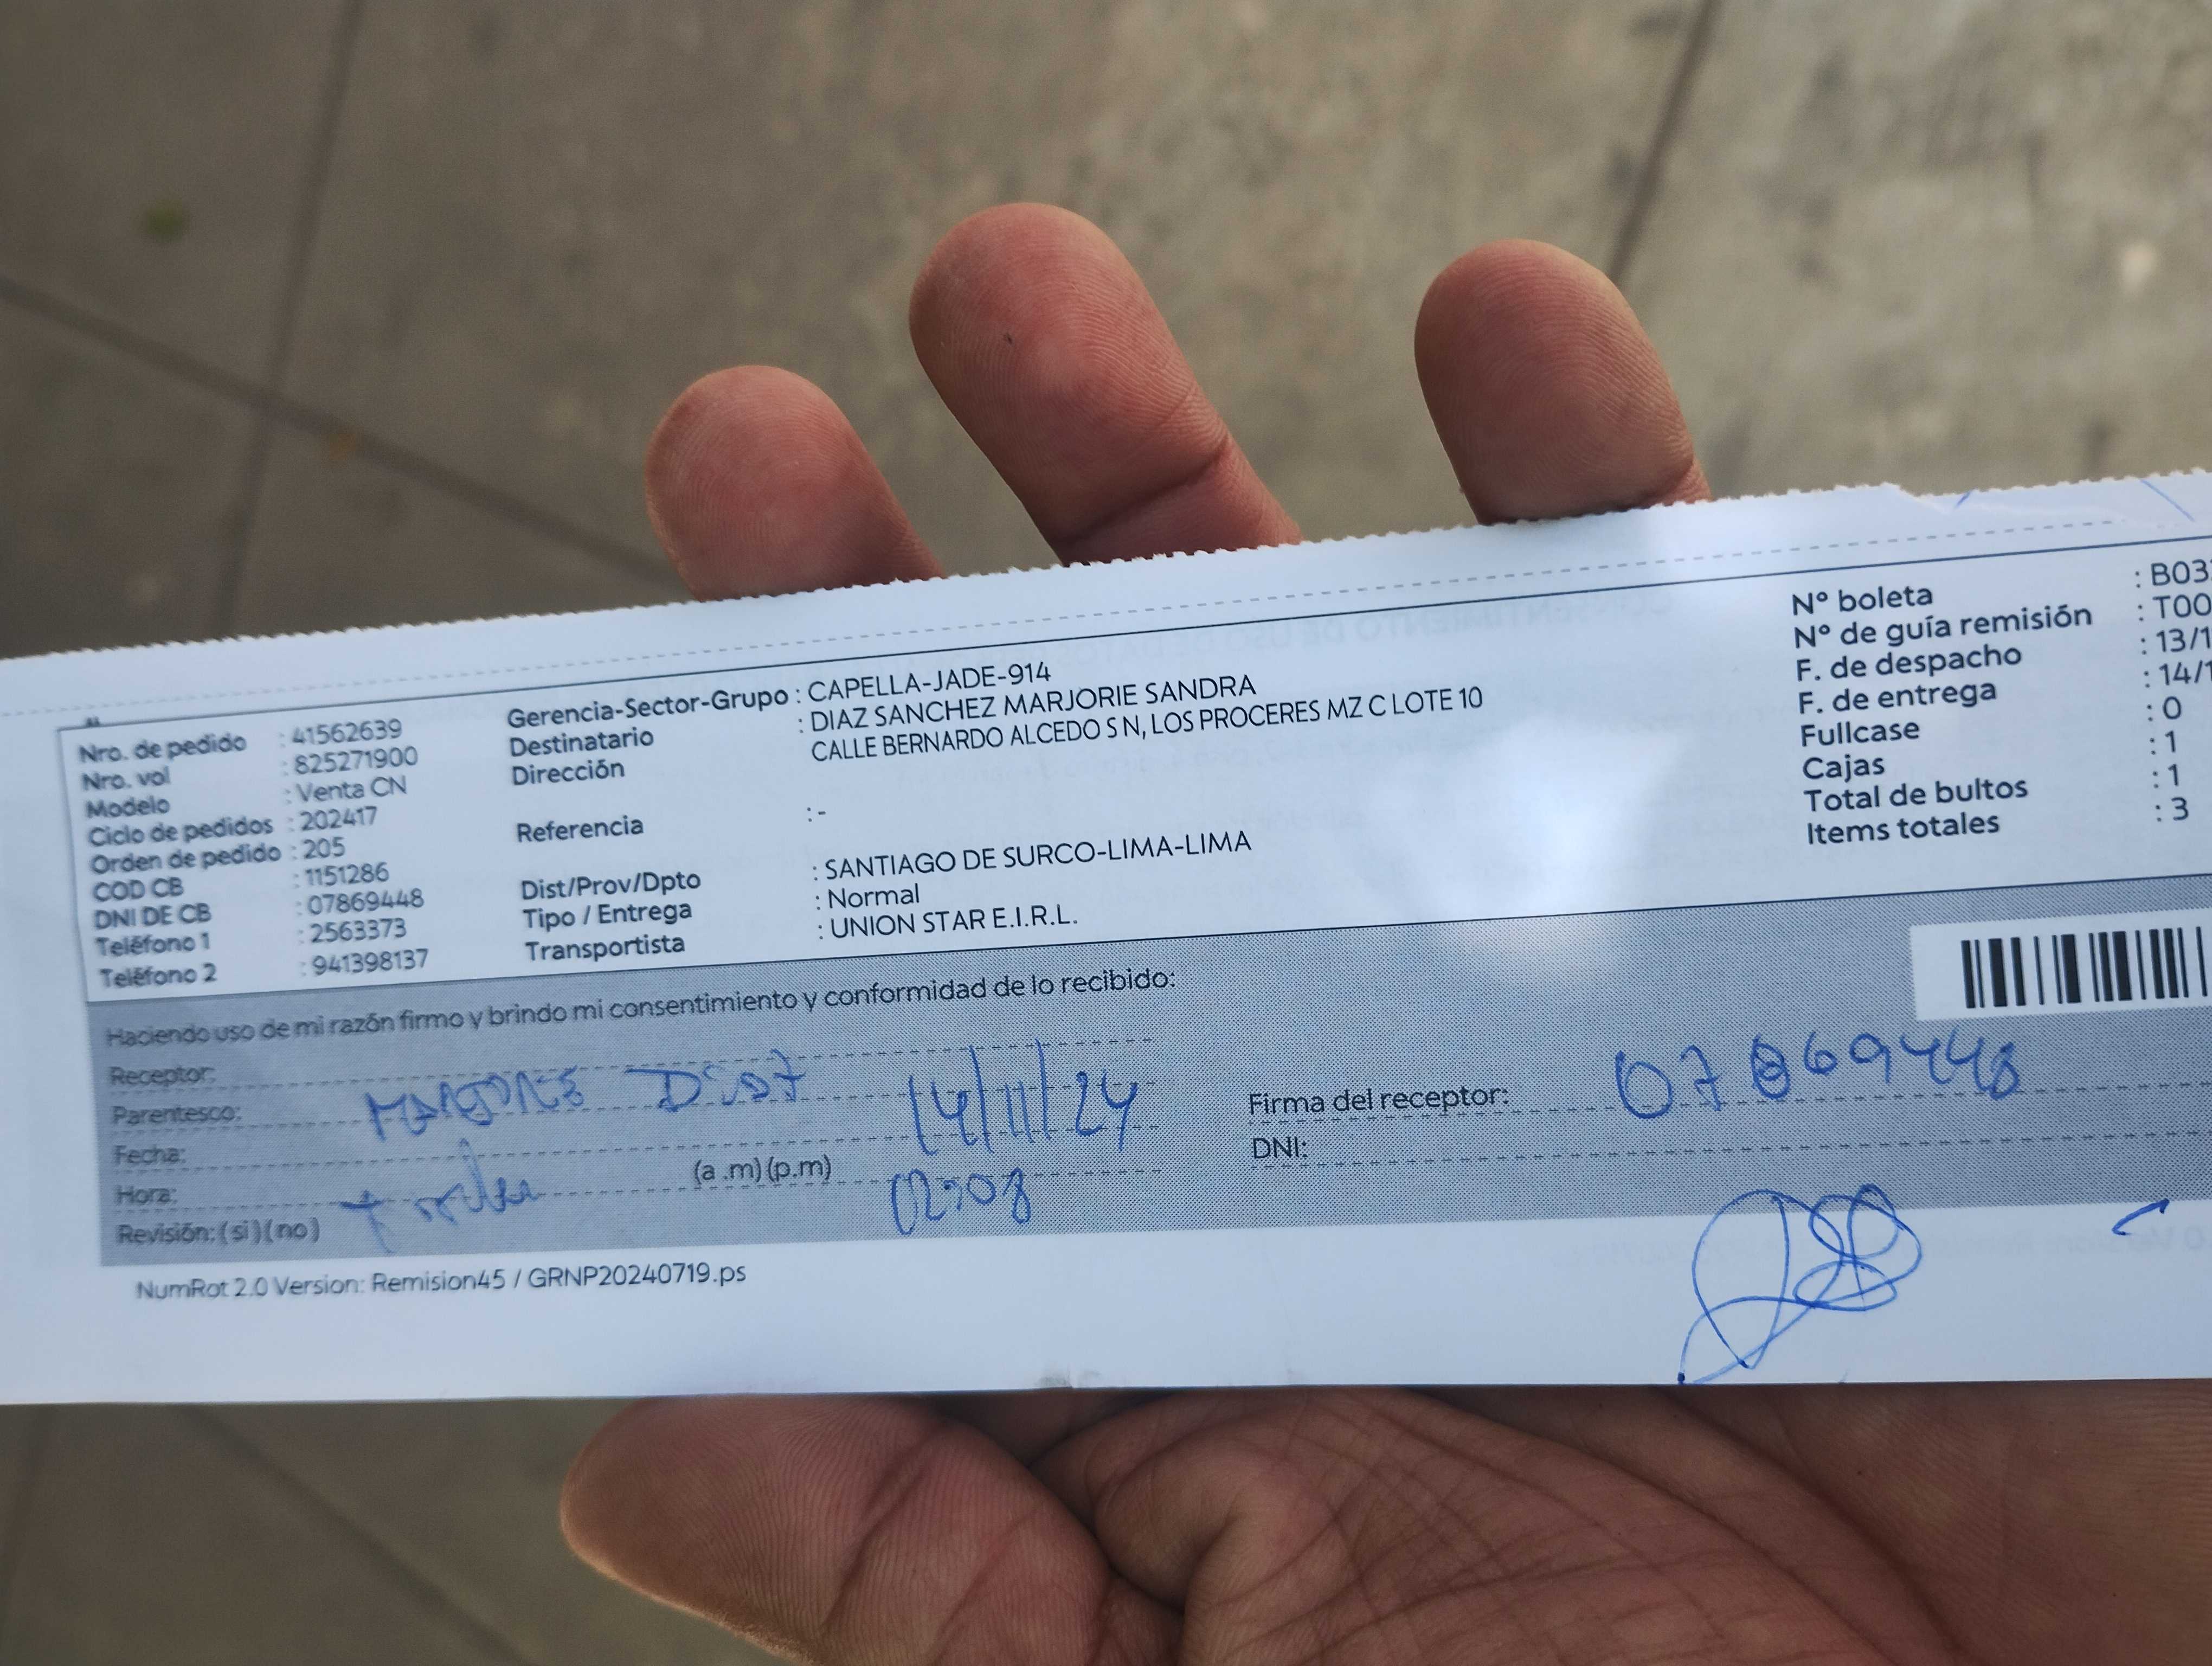 Nro. de pedido : 41562639
Nro. vol : 825271900
Modelo : Venta CN
Ciclo de pedidos : 202417
Orden de pedido : 205
COD CB : 1151286
DNI DE CB : 07869448
Teléfono 1 : 2563373
Teléfono 2 : 941398137
Gerencia-Sector-Grupo : CAPELLA-JADE-914
Destinatario : DIAZ SANCHEZ MARJORIE SANDRA
Dirección CALLE BERNARDO ALCEDO S N, LOS PROCERES MZ C LOTE 10
Referencia : -
Dist/Prov/Dpto : SANTIAGO DE SURCO-LIMA-LIMA
Tipo / Entrega : Normal
Transportista : UNION STAR E.I.R.L.
Nº boleta : B03
Nº de guía remisión : T00
F. de despacho : 13/1
F. de entrega : 14/1
Fullcase : 0
Cajas : 1
Total de bultos : 1
Items totales : 3
Haciendo uso de mi razón firmo y brindo mi consentimiento y conformidad de lo recibido:
Receptor:
Parentesco: 14/11/24
Fecha:
Hora: (a .m) (p.m) 02:08
Revisión: ( si ) ( no )
Firma del receptor: 07869448
DNI:
NumRot 2.0 Version: Remision45 / GRNP20240719.ps